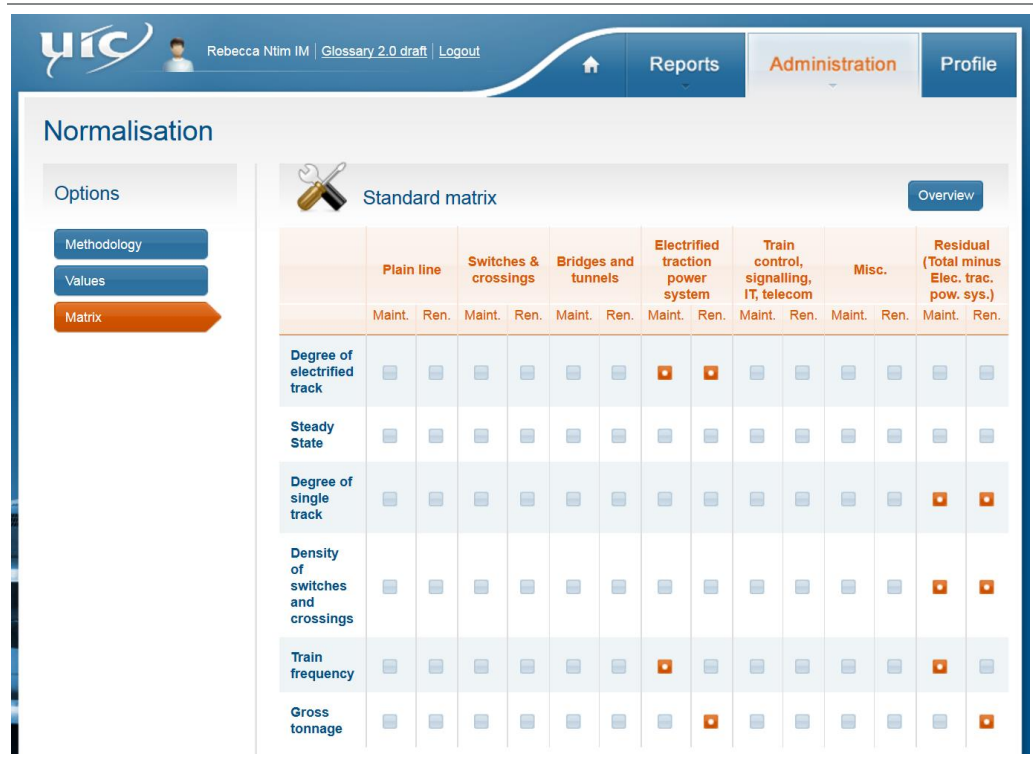 uic
Rebecca Ntim IM | Glossary 2.0 draft | Logout
Reports
Administration
Profile
Normalisation
Options
Methodology
Values
Matrix
Standard matrix
Overview
Plain line
Switches &
crossings
Bridges and
tunnels
Electrified
traction
power
system
Train
control,
signalling,
IT, telecom
Misc.
Residual
(Total minus
Elec. trac.
pow. sys.)
Maint. Ren. Maint. Ren. Maint. Ren. Maint. Ren. Maint. Ren. Maint. Ren. Maint. Ren.
Degree of
electrified
track
Steady
State
Degree of
single
track
Density
of
switches
and
crossings
Train
frequency
Gross
tonnage